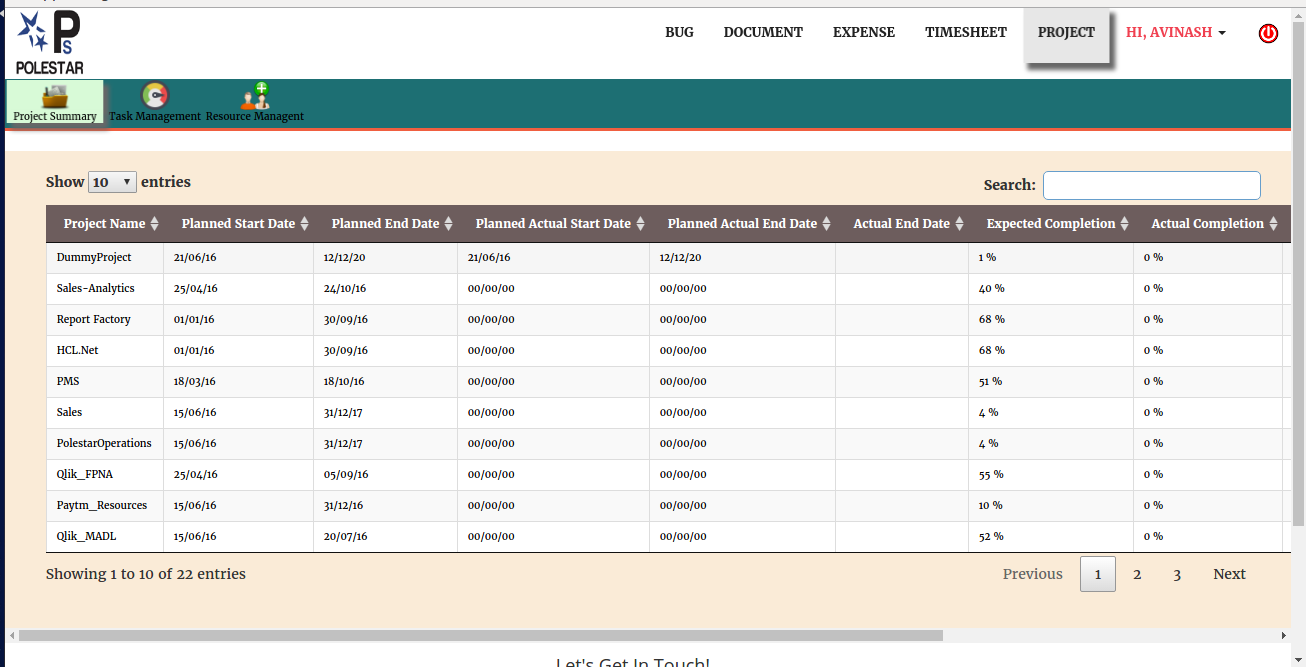 P
S
POLESTAR
BUG DOCUMENT EXPENSE TIMESHEET PROJECT HI, AVINASH
Project Summary Task Management Resource Managent
Show 10 entries
Search:
Project Name Planned Start Date Planned End Date Planned Actual Start Date Planned Actual End Date Actual End Date Expected Completion Actual Completion
DummyProject 21/06/16 12/12/20 21/06/16 12/12/20 1 % 0 %
Sales-Analytics 25/04/16 24/10/16 00/00/00 00/00/00 40 % 0 %
Report Factory 01/01/16 30/09/16 00/00/00 00/00/00 68 % 0 %
HCL.Net 01/01/16 30/09/16 00/00/00 00/00/00 68 % 0 %
PMS 18/03/16 18/10/16 00/00/00 00/00/00 51 % 0 %
Sales 15/06/16 31/12/17 00/00/00 00/00/00 4 % 0 %
PolestarOperations 15/06/16 31/12/17 00/00/00 00/00/00 4 % 0 %
Qlik_FPNA 25/04/16 05/09/16 00/00/00 00/00/00 55 % 0 %
Paytm_Resources 15/06/16 31/12/16 00/00/00 00/00/00 10 % 0 %
Qlik_MADL 15/06/16 20/07/16 00/00/00 00/00/00 52 % 0 %
Showing 1 to 10 of 22 entries
Previous 1 2 3 Next
Let's Get In Touch!